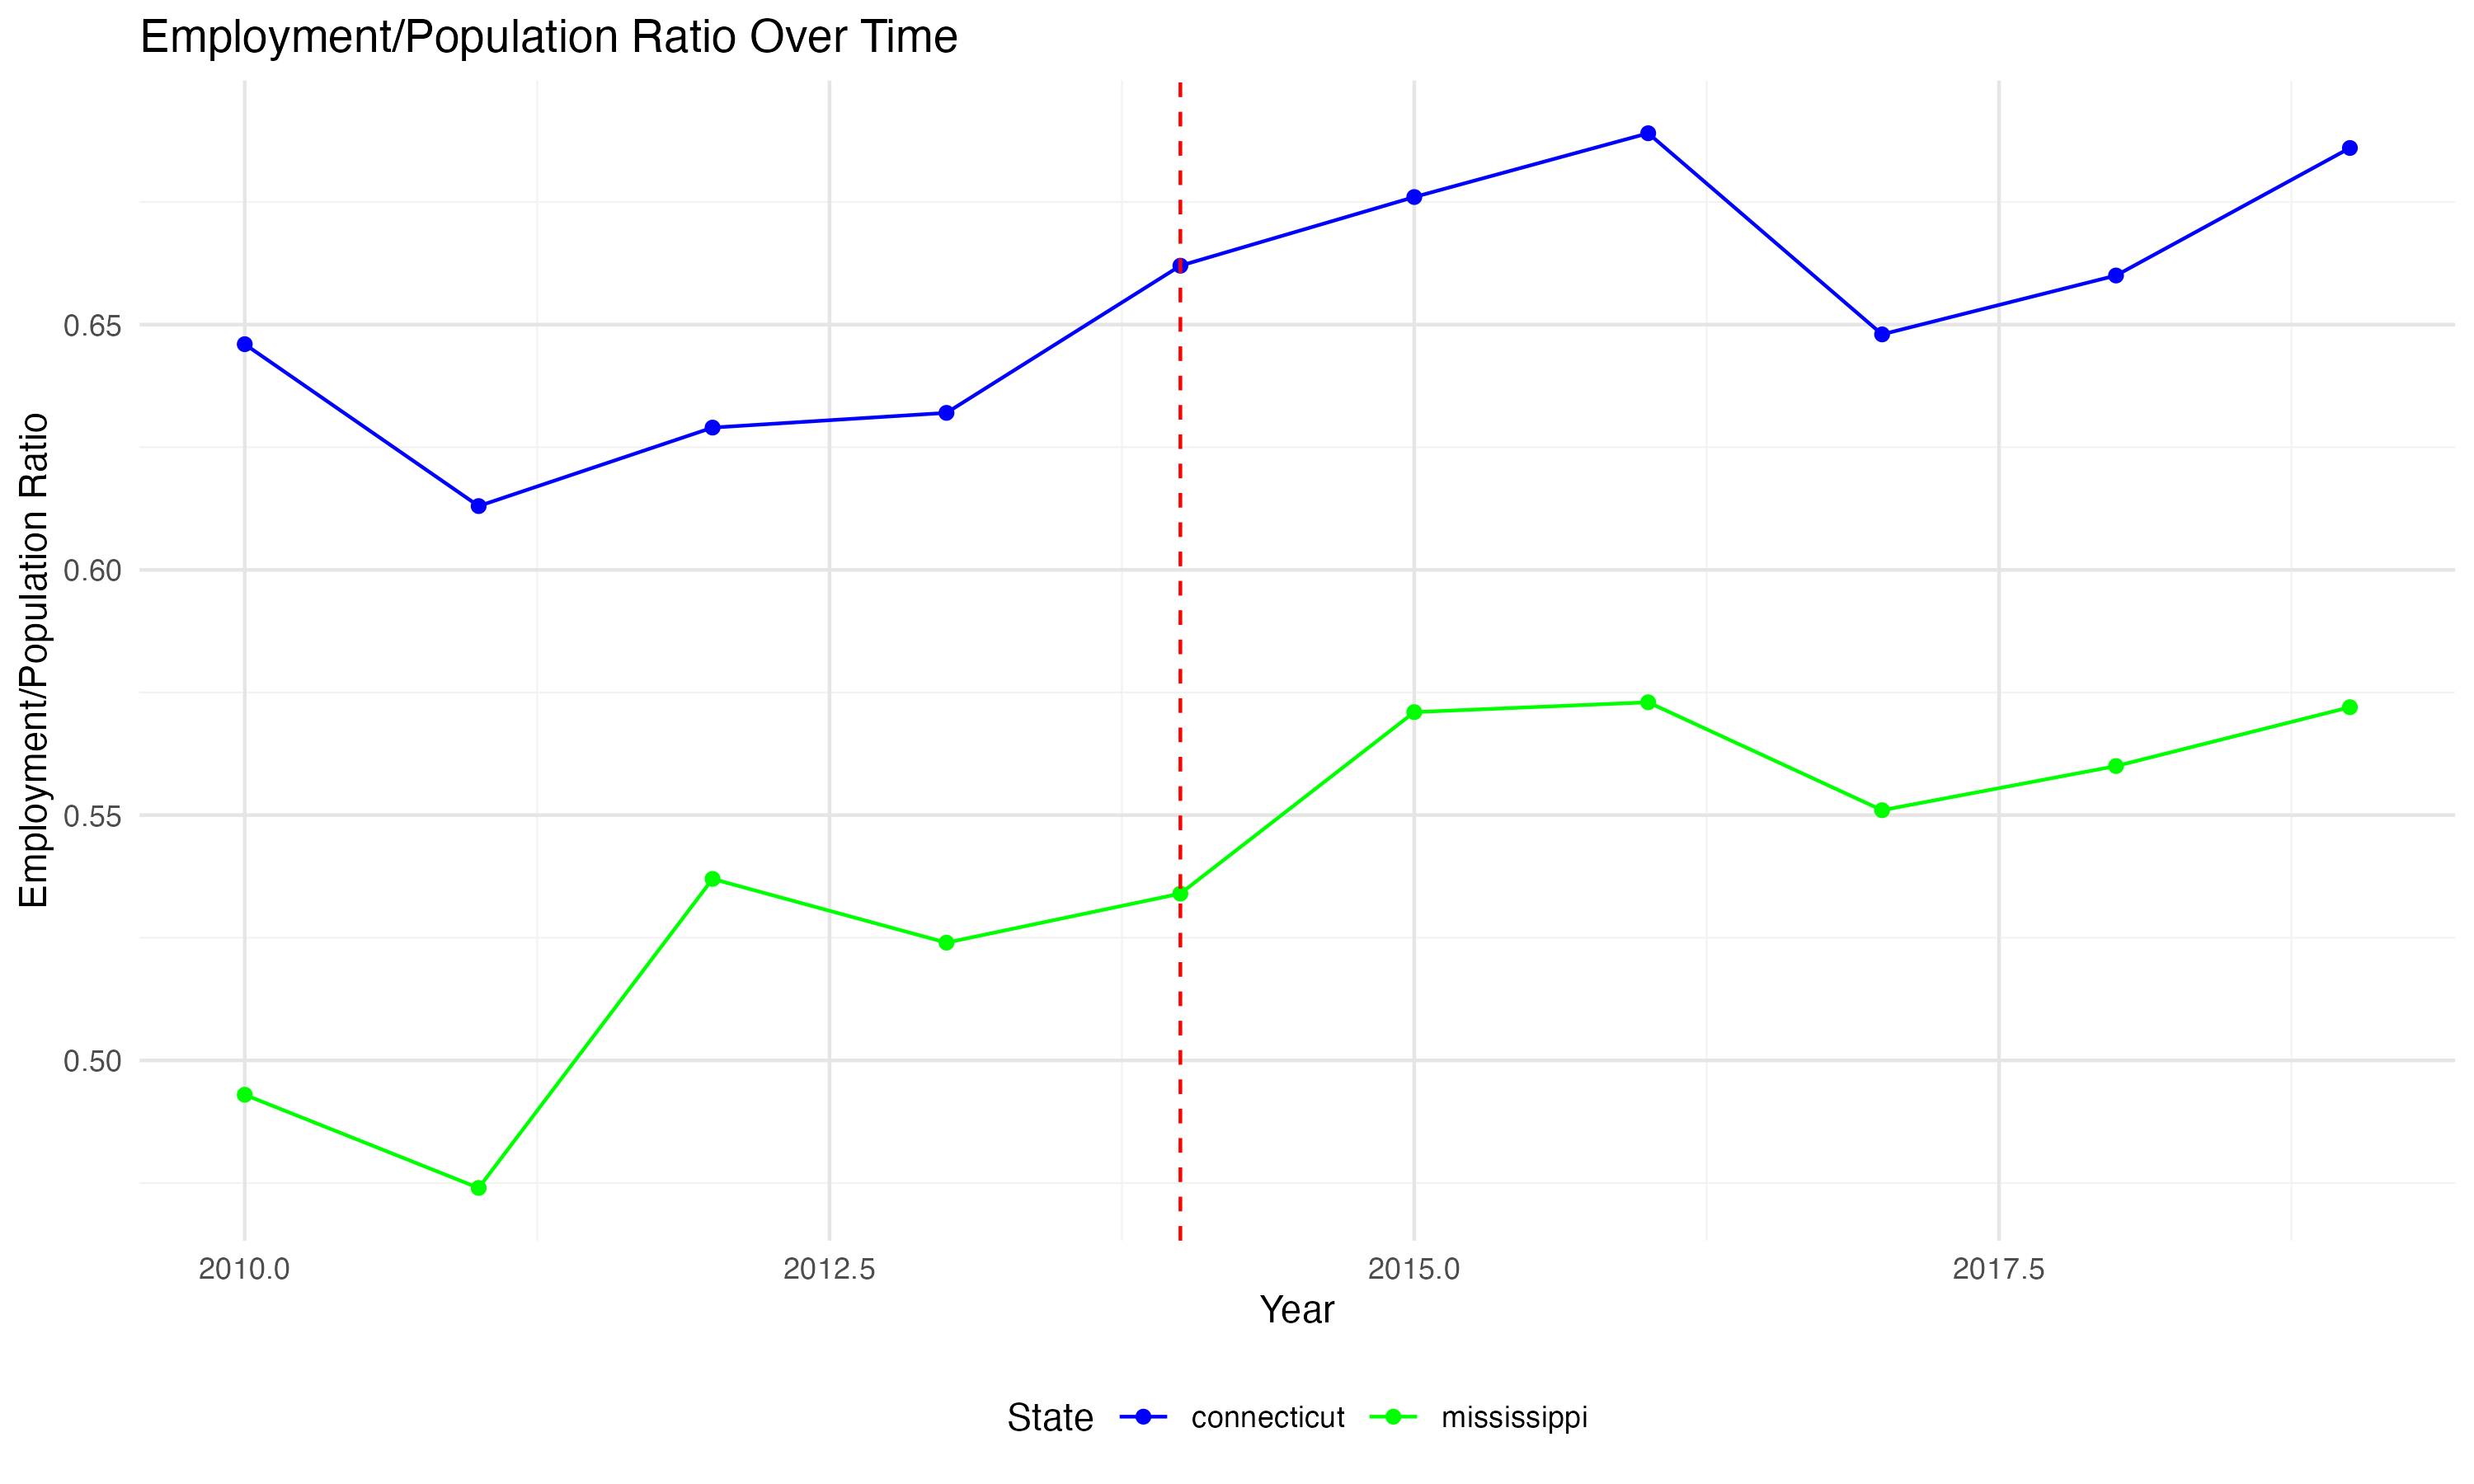 Employment/Population Ratio Over Time
Employment/Population Ratio
0.65
0.60
0.55
0.50
2010.0 2012.5 2015.0 2017.5
Year
State connecticut mississippi